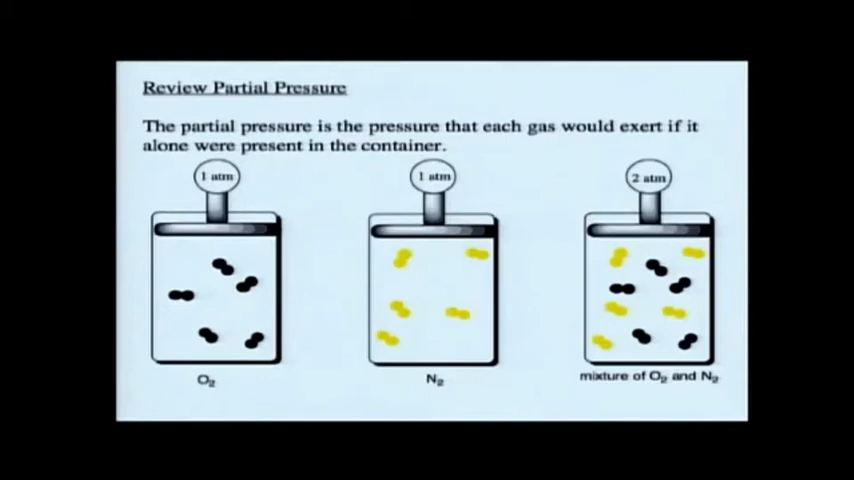 Review Partial Pressure
The partial pressure is the pressure that each gas would exert if it
alone were present in the container.
1 atm
1 atm
2 atm
O₂
N₂
mixture of O₂ and N₂